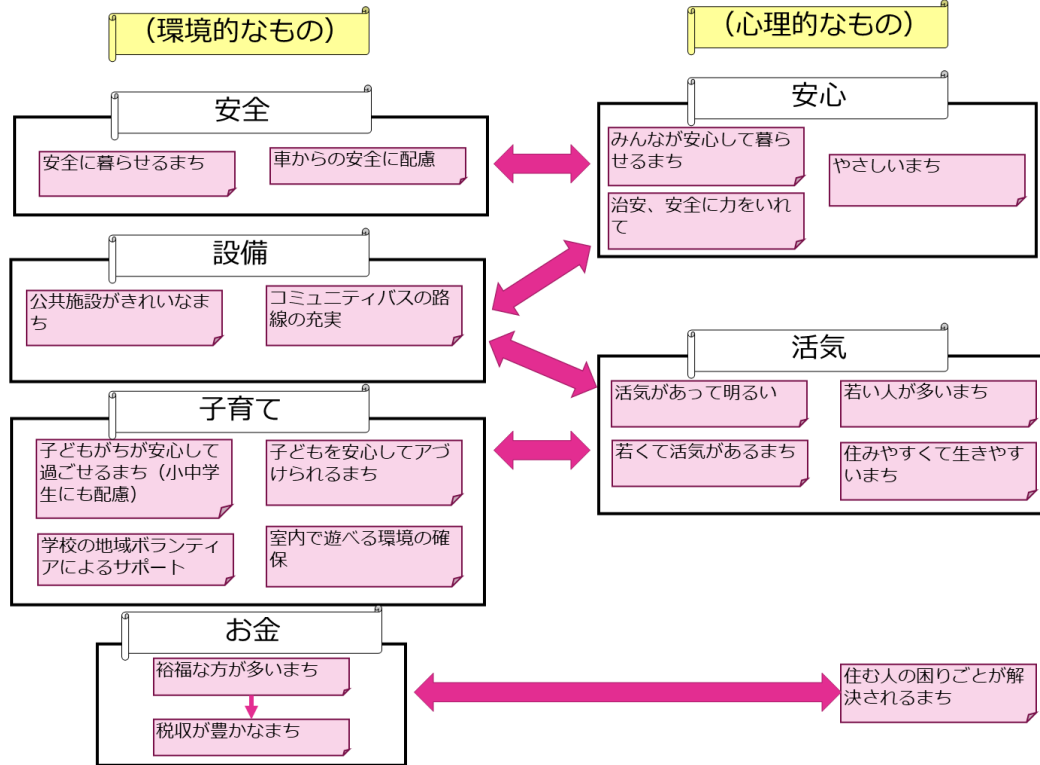 （環境的なもの）
（心理的なもの）
安全
安全に暮らせるまち
車からの安全に配慮
安心
みんなが安心して暮ら
せるまち
やさしいまち
治安、安全に力をいれ
て
設備
公共施設がきれいなま
ち
コミュニティバスの路
線の充実
活気
活気があって明るい
若い人が多いまち
若くて活気があるまち
住みやすくて生きやす
いまち
子育て
子どもがちが安心して
過ごせるまち（小中学
生にも配慮）
子どもを安心してアづ
けられるまち
学校の地域ボランティ
アによるサポート
室内で遊べる環境の確
保
お金
裕福な方が多いまち
税収が豊かなまち
住む人の困りごとが解
決されるまち